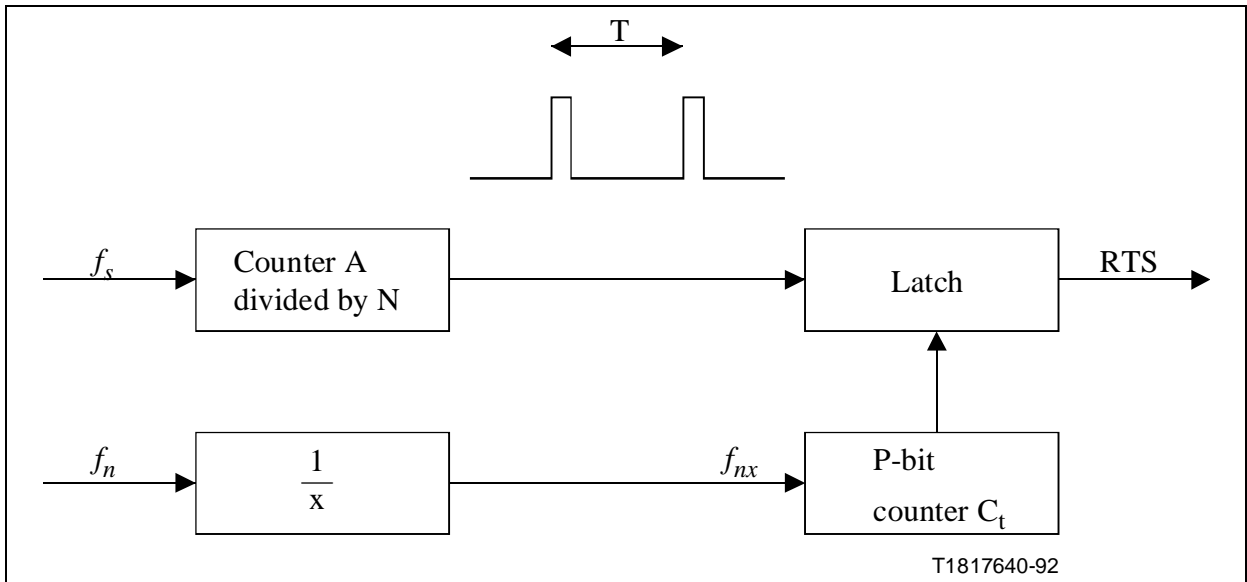 T
f_s
Counter A
divided by N
Latch
RTS
f_n
1
x
f_nx
P-bit
counter C_t
T1817640-92